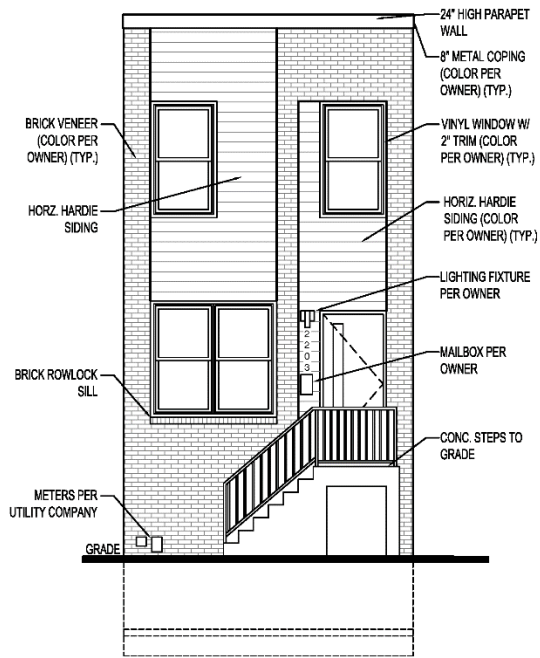 24" HIGH PARAPET
WALL
8" METAL COPING
(COLOR PER
OWNER) (TYP.)
BRICK VENEER
(COLOR PER
OWNER) (TYP.)
VINYL WINDOW W/
2" TRIM (COLOR
PER OWNER) (TYP.)
HORZ. HARDIE
SIDING
HORIZ. HARDIE
SIDING (COLOR
PER OWNER) (TYP.)
LIGHTING FIXTURE
PER OWNER
2
2
0
3
MAILBOX PER
OWNER
BRICK ROWLOCK
SILL
CONC. STEPS TO
GRADE
METERS PER
UTILITY COMPANY
GRADE